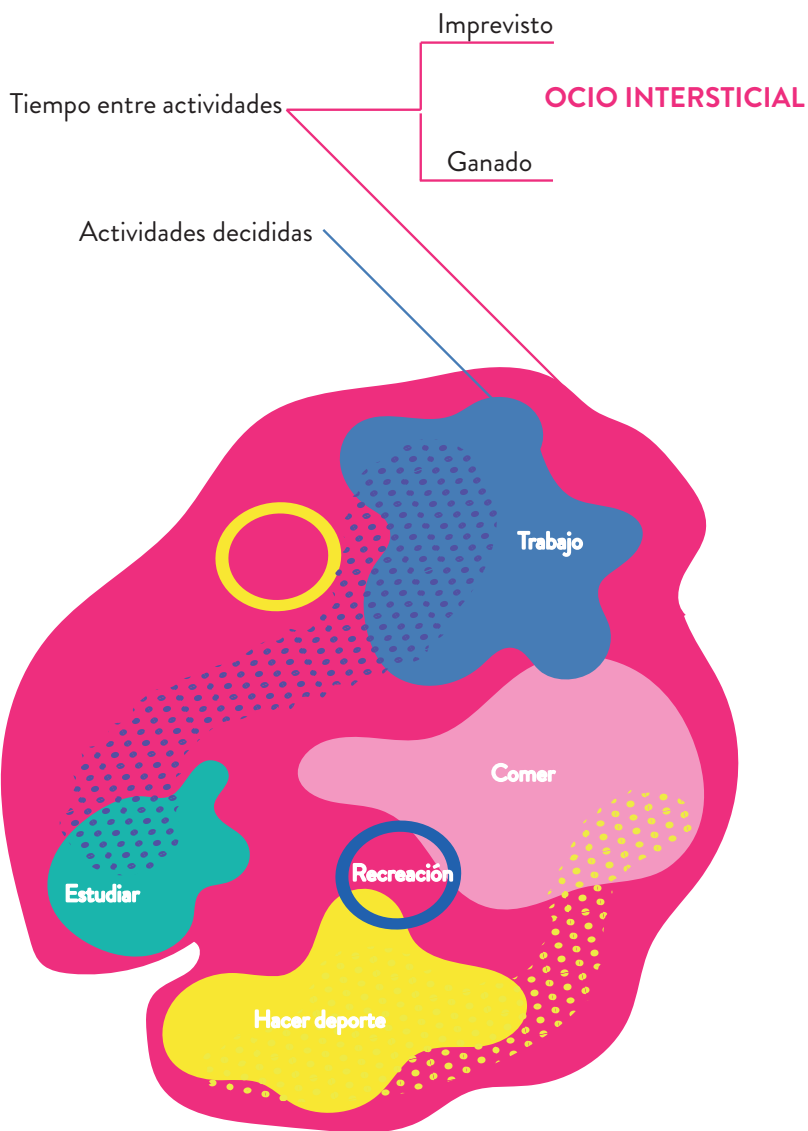 Imprevisto
Tiempo entre actividades
OCIO INTERSTICIAL
Ganado
Actividades decididas
Trabajo
Comer
Recreación
Estudiar
Hacer deporte